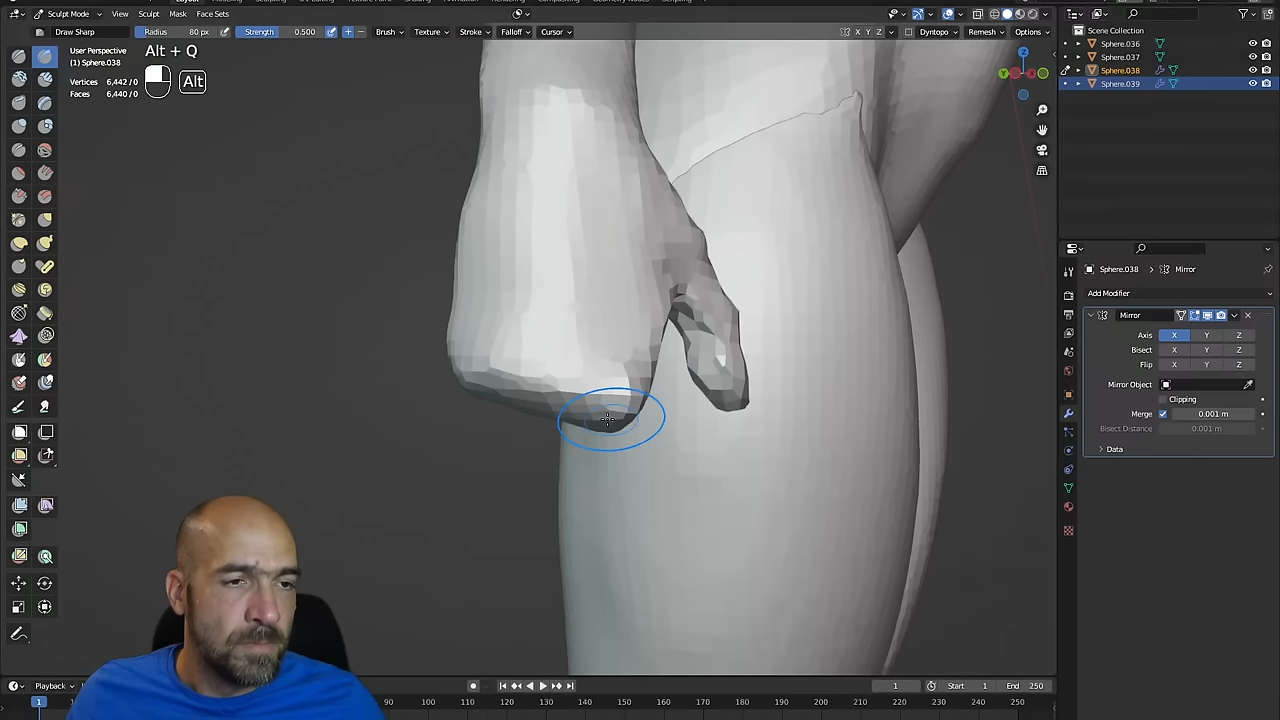 Sculpt Mode View Sculpt Mask Face Sets
Draw Sharp Radius 80 px Strength 0.500 Brush Texture Stroke Falloff Cursor X Y Z Dyntopo Remesh Options
User Perspective
(1) Sphere.038
Vertices 6,442 / 0
Faces 6,440 / 0
Alt + Q
Alt
X
Y
Z
Scene Collection
Sphere.036
Sphere.037
Sphere.038
Sphere.039
Sphere.038 Mirror
Add Modifier
Mirror
Axis X Y Z
Bisect X Y Z
Flip X Y Z
Mirror Object
Clipping
Merge 0.001 m
Bisect Distance 0.001 m
Data
Playback 1 Start 1 End 250
1 90 100 110 120 130 140 150 160 170 180 190 200 210 220 230 240 250